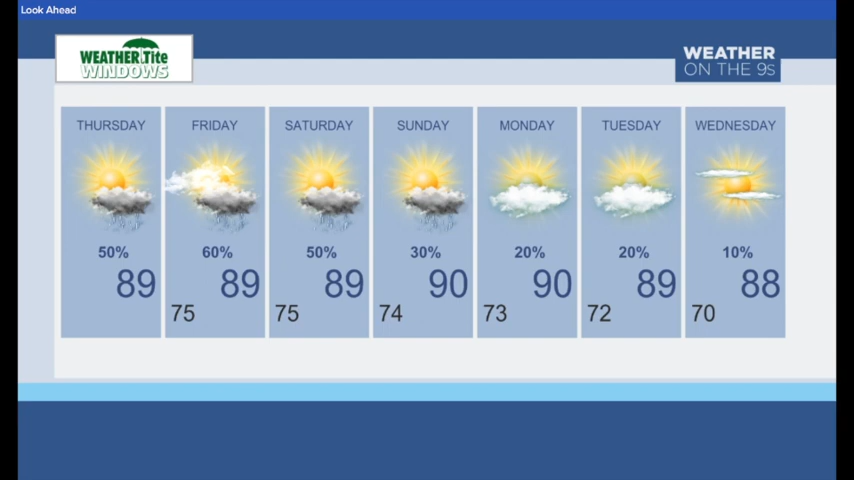 Look Ahead
WEATHER Tite
WINDOWS
WEATHER
ON THE 9s
THURSDAY
50%
89
FRIDAY
60%
89
75
SATURDAY
50%
89
75
SUNDAY
30%
90
74
MONDAY
20%
90
73
TUESDAY
20%
89
72
WEDNESDAY
10%
88
70